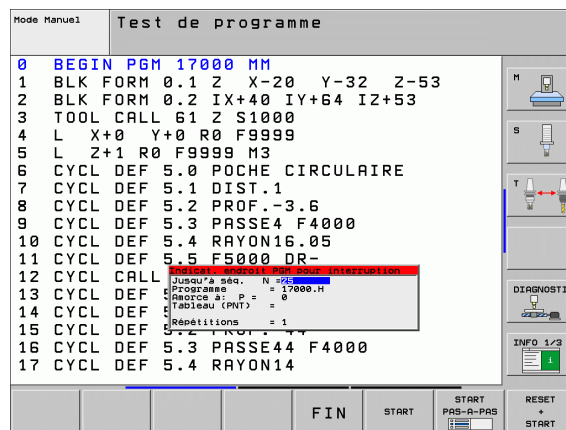 Mode Manuel
Test de programme
0 BEGIN PGM 17000 MM
1 BLK FORM 0.1 Z X-20 Y-32 Z-53
2 BLK FORM 0.2 IX+40 IY+64 IZ+53
3 TOOL CALL 61 Z S1000
4 L X+0 Y+0 R0 F9999
5 L Z+1 R0 F9999 M3
6 CYCL DEF 5.0 POCHE CIRCULAIRE
7 CYCL DEF 5.1 DIST.1
8 CYCL DEF 5.2 PROF.-3.6
9 CYCL DEF 5.3 PASSE4 F4000
10 CYCL DEF 5.4 RAYON16.05
11 CYCL DEF 5.5 F5000 DR-
12 CYCL CALL
13 CYCL DEF 5
14 CYCL DEF 5
15 CYCL DEF 5.2 PROF.-44
16 CYCL DEF 5.3 PASSE44 F4000
17 CYCL DEF 5.4 RAYON14
Indicat. endroit PGM pour interruption
Jusqu'à séq. N =25
Programme = 17000.H
Amorce à: P = 0
Tableau (PNT) =
Répétitions = 1
M
S
T
DIAGNOSTI
INFO 1/3
FIN
START
START
PAS-A-PAS
RESET
+
START